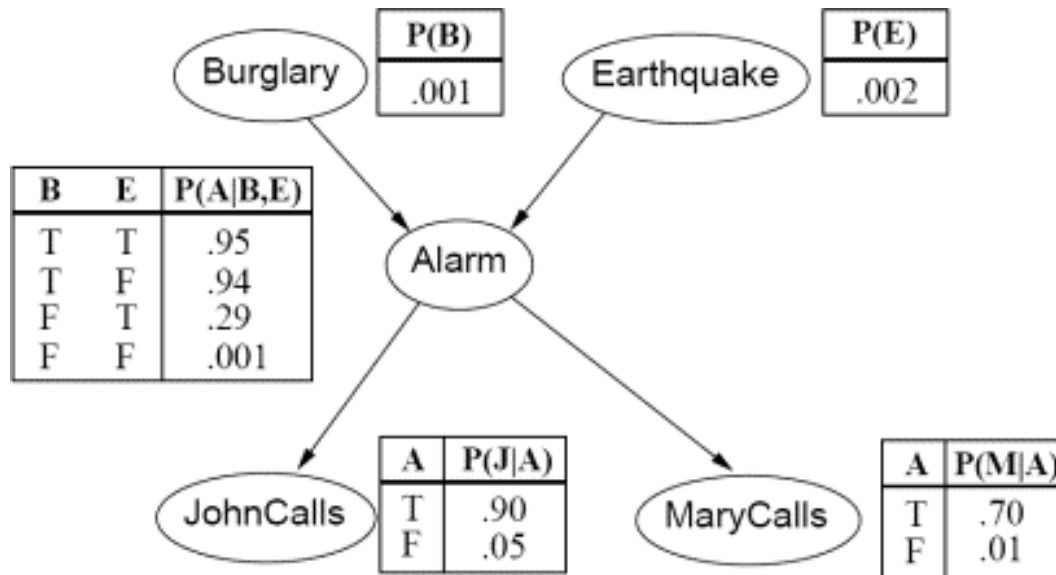 Burglary
P(B)
.001
Earthquake
P(E)
.002
B E P(A|B,E)
T T .95
T F .94
F T .29
F F .001
Alarm
JohnCalls
A P(J|A)
T .90
F .05
MaryCalls
A P(M|A)
T .70
F .01